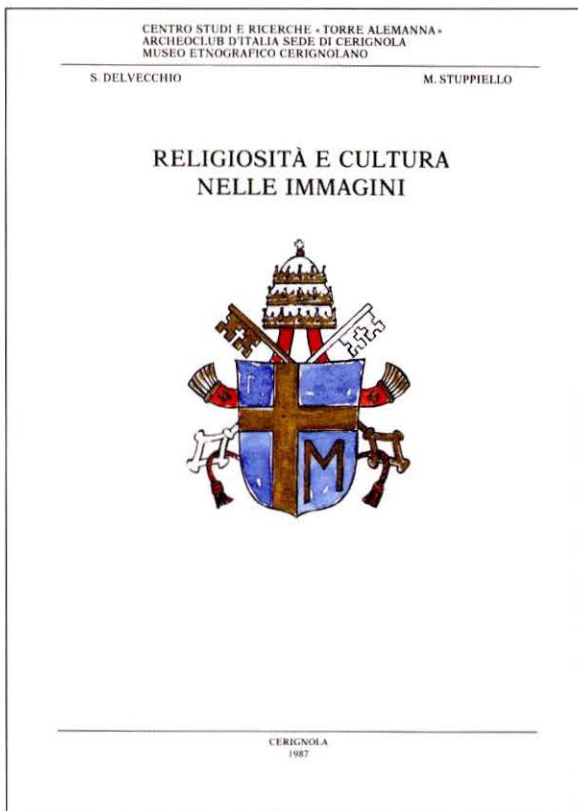 CENTRO STUDI E RICERCHE «TORRE ALEMANNA»
ARCHEOCLUB D'ITALIA SEDE DI CERIGNOLA
MUSEO ETNOGRAFICO CERIGNOLANO
S. DELVECCHIO M. STUPPIELLO
RELIGIOSITÀ E CULTURA
NELLE IMMAGINI
M
CERIGNOLA
1987